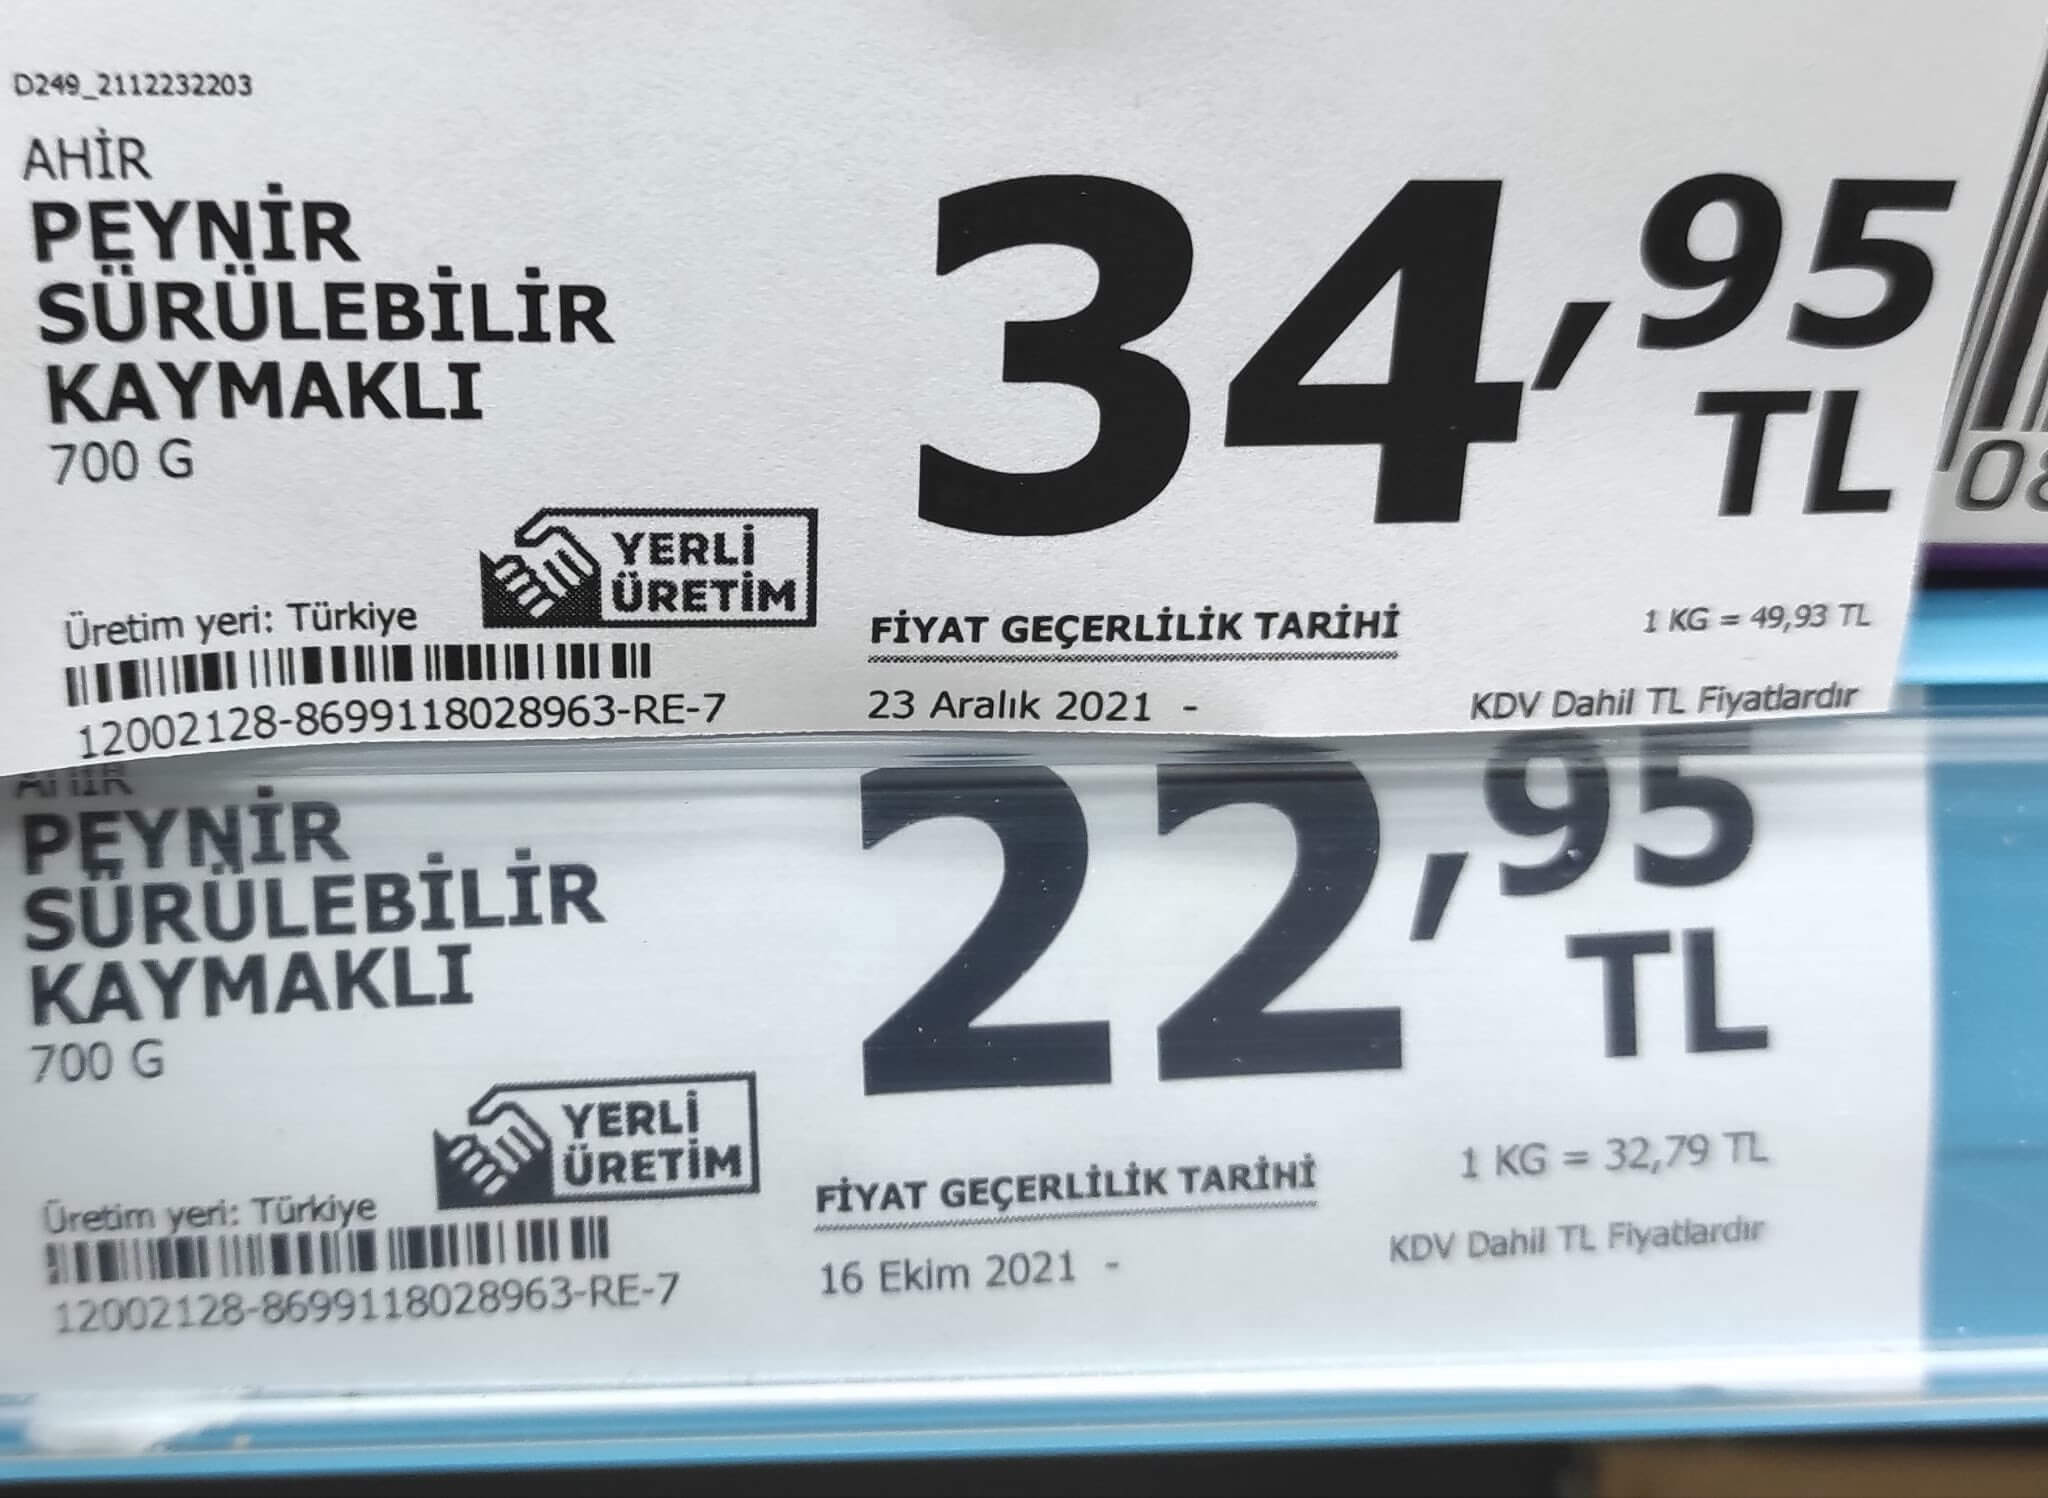 D249_2112232203
AHİR
PEYNİR
SÜRÜLEBİLİR
KAYMAKLI
700 G
34,95
TL
YERLİ
ÜRETİM
Üretim yeri: Türkiye
12002128-8699118028963-RE-7
FİYAT GEÇERLİLİK TARİHİ
23 Aralık 2021 -
1 KG = 49,93 TL
KDV Dahil TL Fiyatlardır
08
AHİR
PEYNİR
SÜRÜLEBİLİR
KAYMAKLI
700 G
22,95
TL
YERLİ
ÜRETİM
Üretim yeri: Türkiye
12002128-8699118028963-RE-7
FİYAT GEÇERLİLİK TARİHİ
16 Ekim 2021 -
1 KG = 32,79 TL
KDV Dahil TL Fiyatlardır